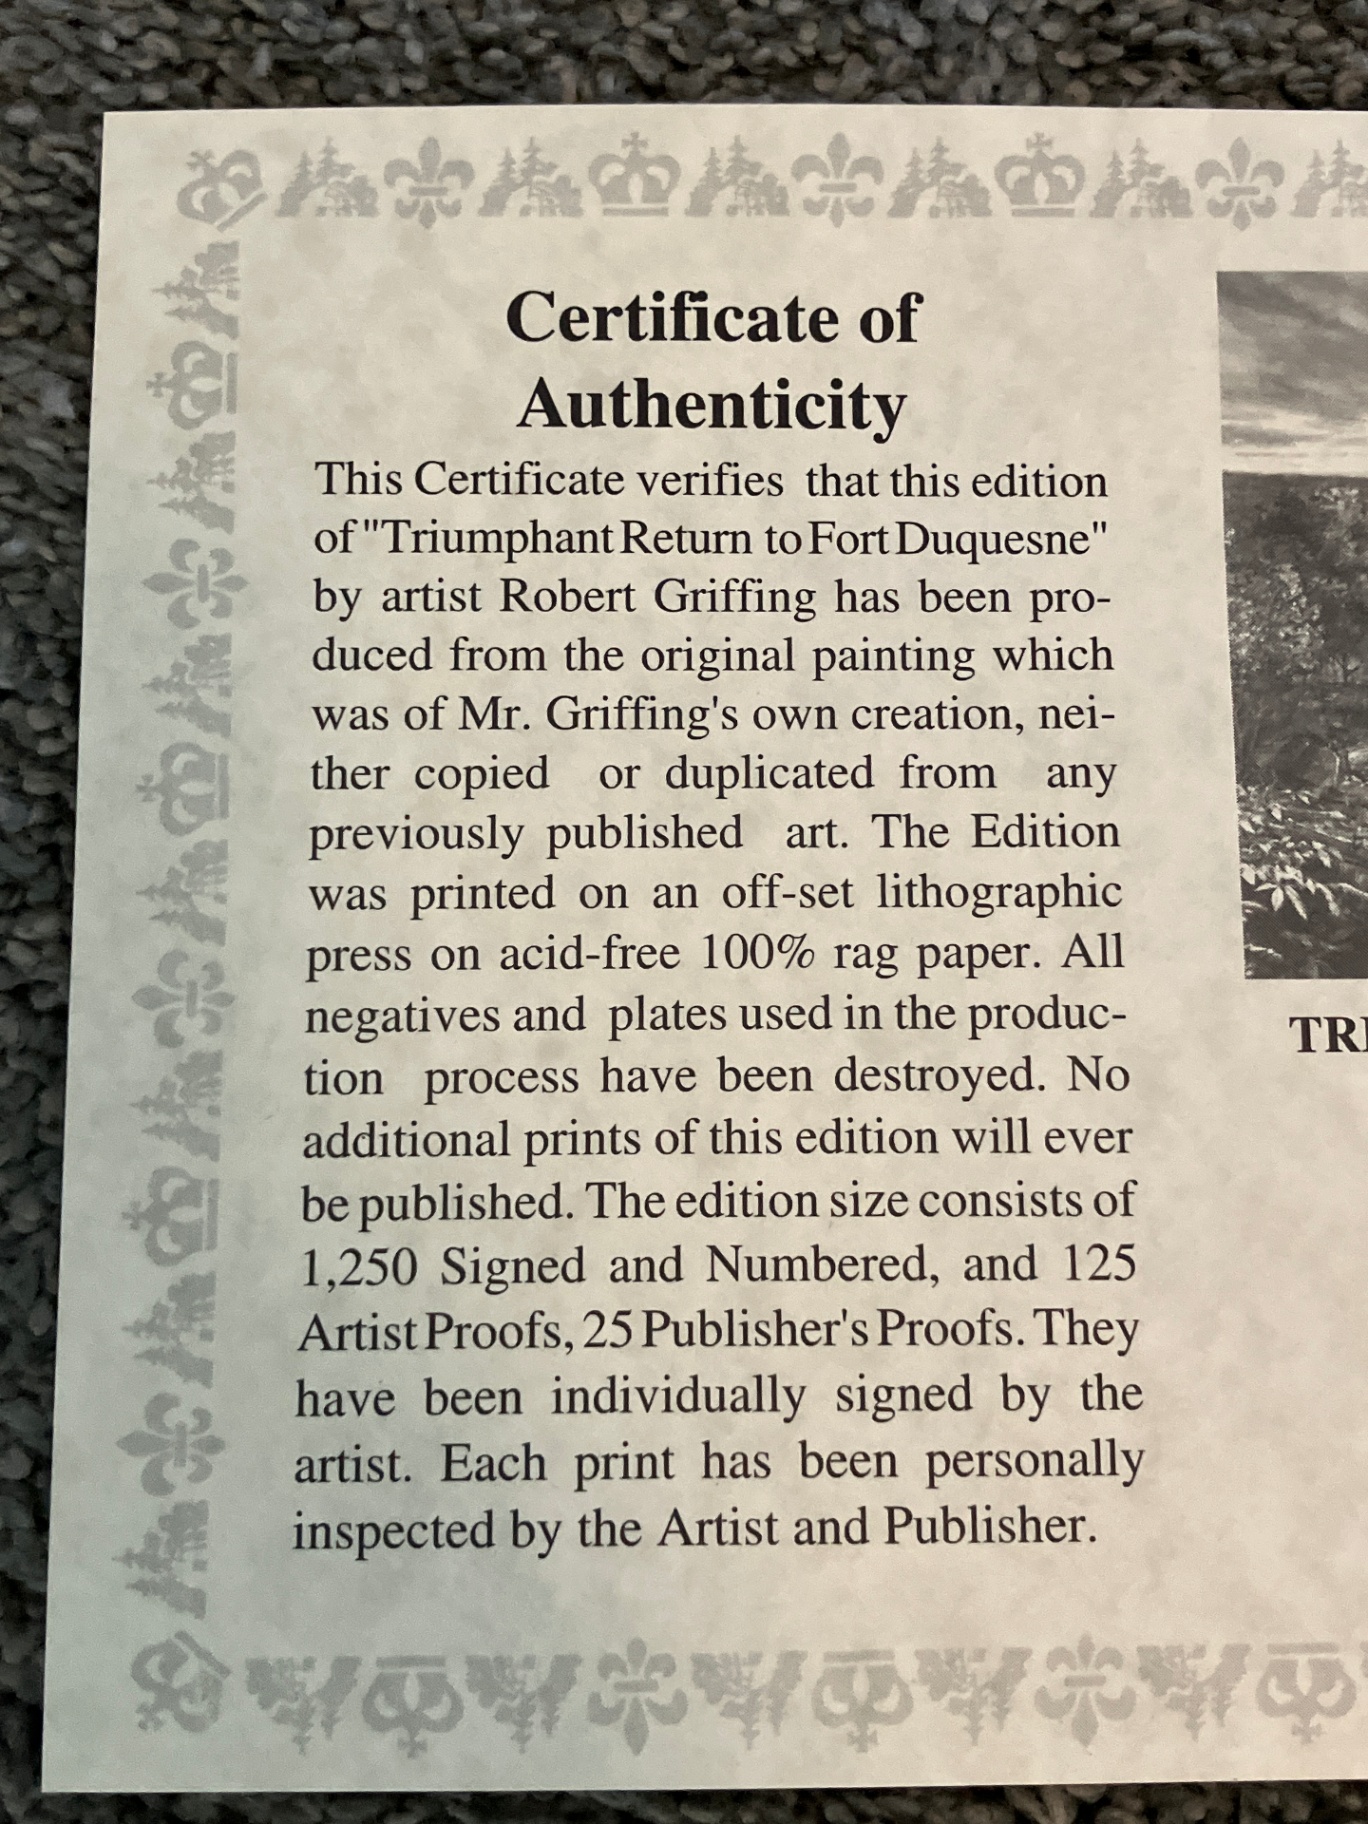 Certificate of
Authenticity
This Certificate verifies that this edition
of "Triumphant Return to Fort Duquesne"
by artist Robert Griffing has been pro-
duced from the original painting which
was of Mr. Griffing's own creation, nei-
ther copied or duplicated from any
previously published art. The Edition
was printed on an off-set lithographic
press on acid-free 100% rag paper. All
negatives and plates used in the produc-
tion process have been destroyed. No
additional prints of this edition will ever
be published. The edition size consists of
1,250 Signed and Numbered, and 125
Artist Proofs, 25 Publisher's Proofs. They
have been individually signed by the
artist. Each print has been personally
inspected by the Artist and Publisher.